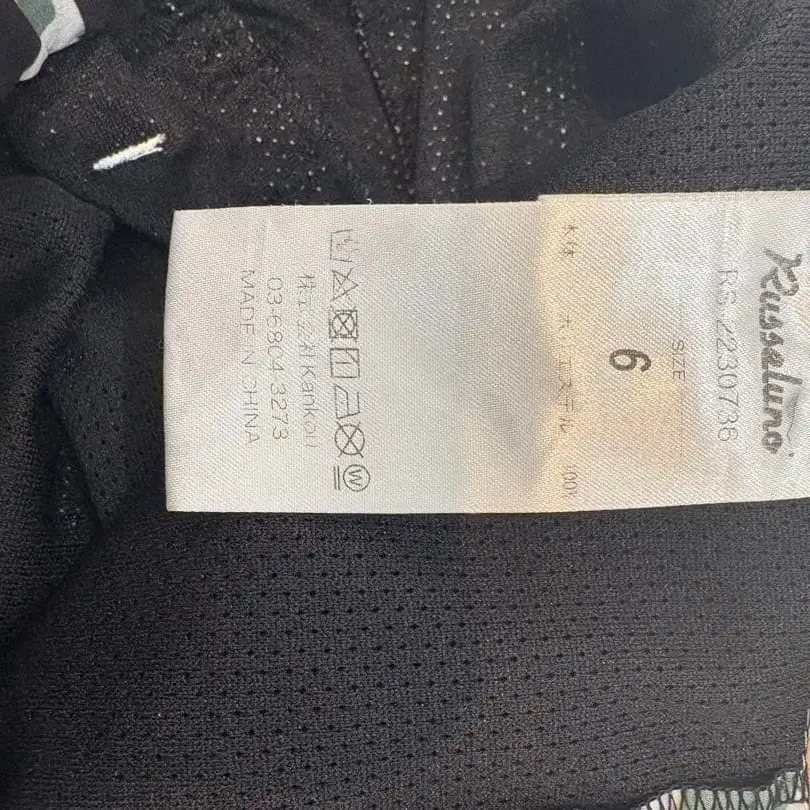 Russeluno
RS-2230738
SIZE
6
本体 ポリエステル 100%
W
株式会社Kankou
03-6804-3273
MADE IN CHINA